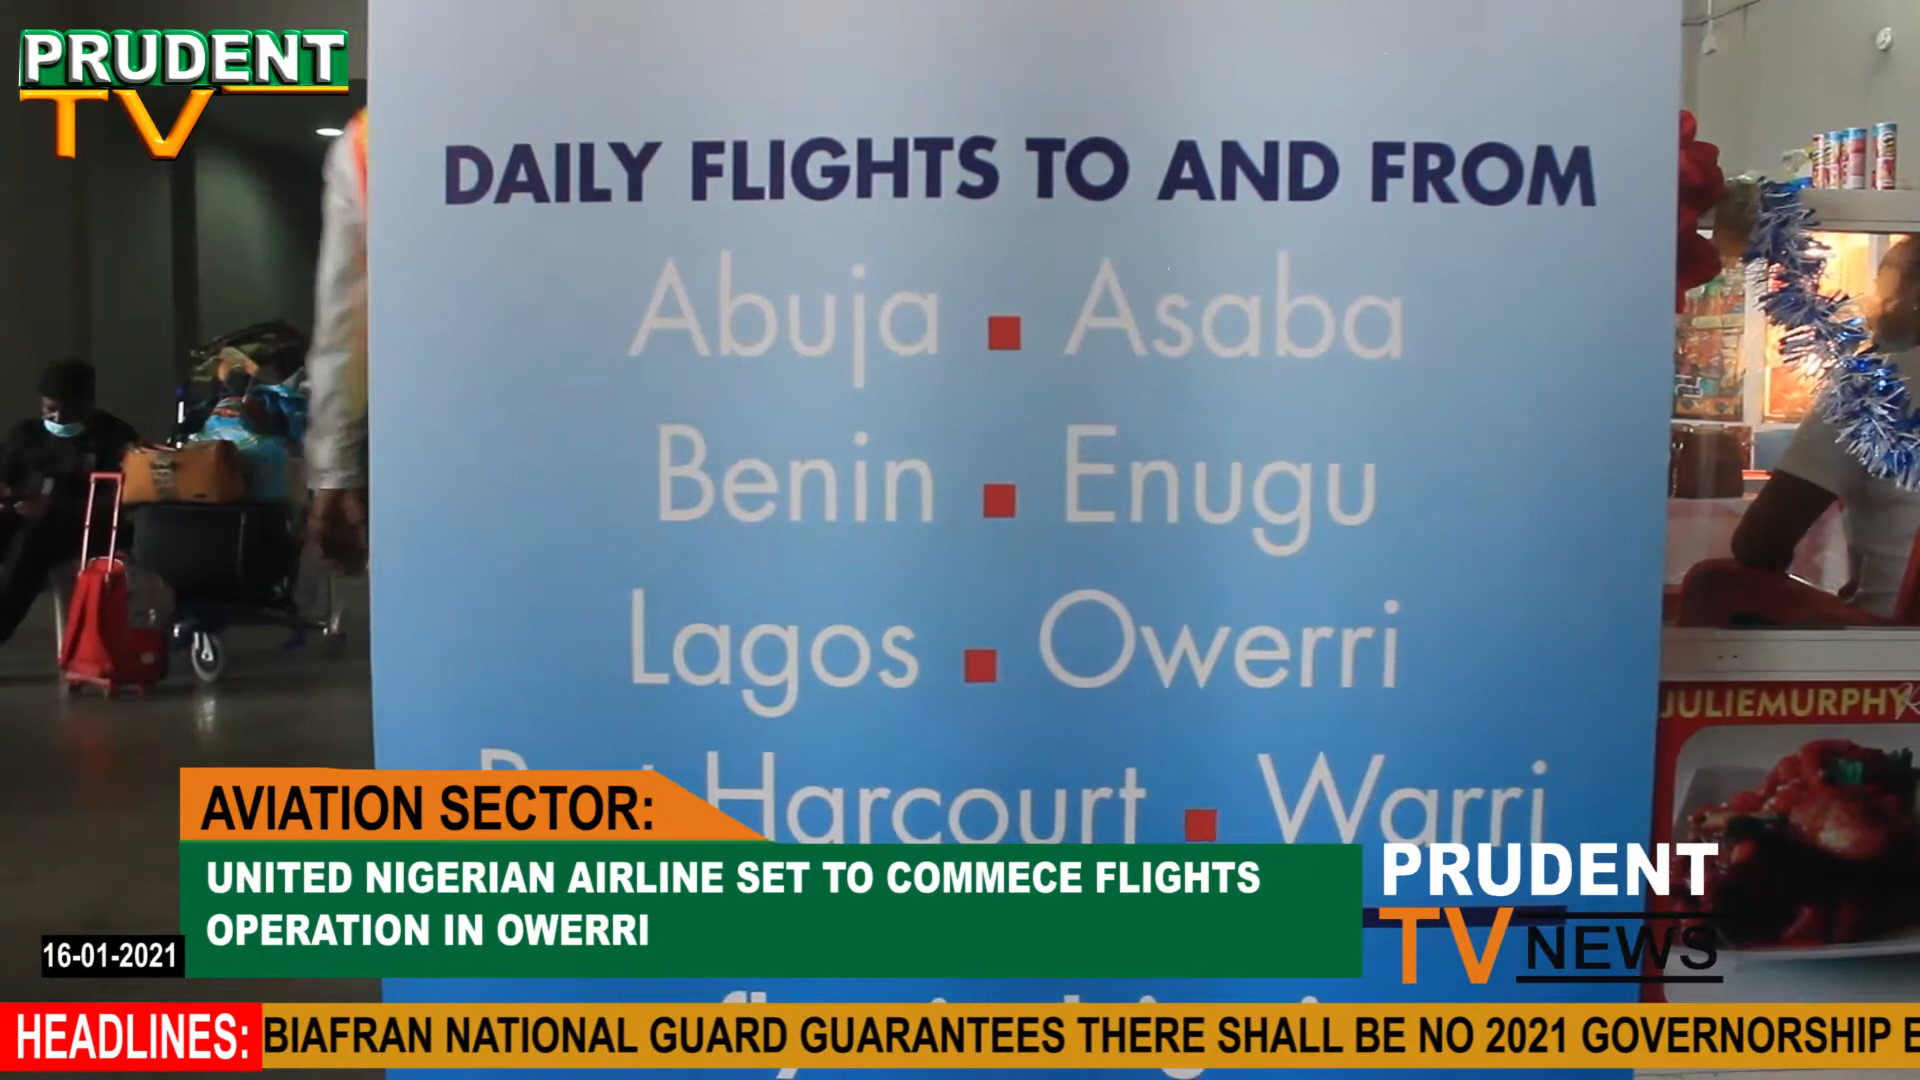 PRUDENT
TV
DAILY FLIGHTS TO AND FROM
Abuja ▪ Asaba
Benin ▪ Enugu
Lagos ▪ Owerri
Harcourt ▪ Warri
JULIEMURPHY
AVIATION SECTOR:
UNITED NIGERIAN AIRLINE SET TO COMMECE FLIGHTS
OPERATION IN OWERRI
PRUDENT
TV NEWS
16-01-2021
HEADLINES: BIAFRAN NATIONAL GUARD GUARANTEES THERE SHALL BE NO 2021 GOVERNORSHIP E